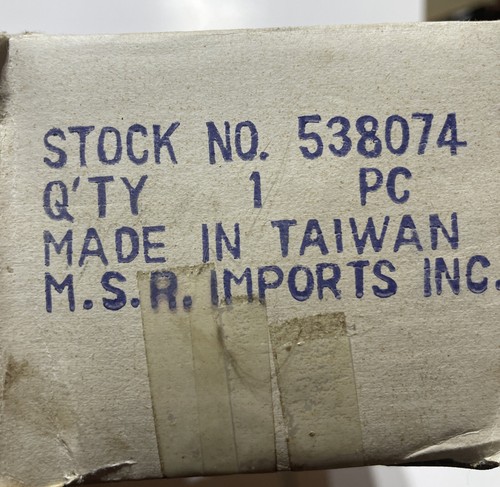 STOCK NO. 538074
Q'TY 1 PC
MADE IN TAIWAN
M.S.R. IMPORTS INC.